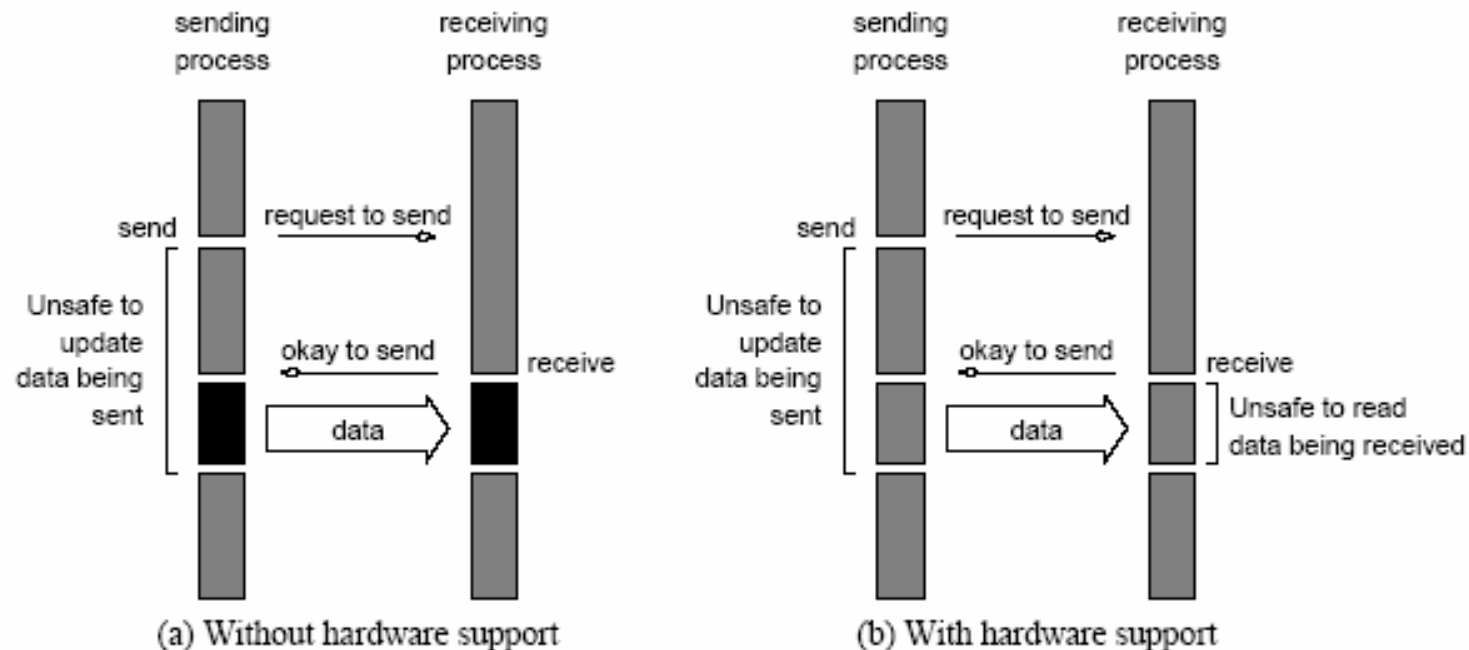 sending
process
receiving
process
send
request to send
Unsafe to
update
data being
sent
okay to send
receive
data
(a) Without hardware support
sending
process
receiving
process
send
request to send
Unsafe to
update
data being
sent
okay to send
receive
data
Unsafe to read
data being received
(b) With hardware support